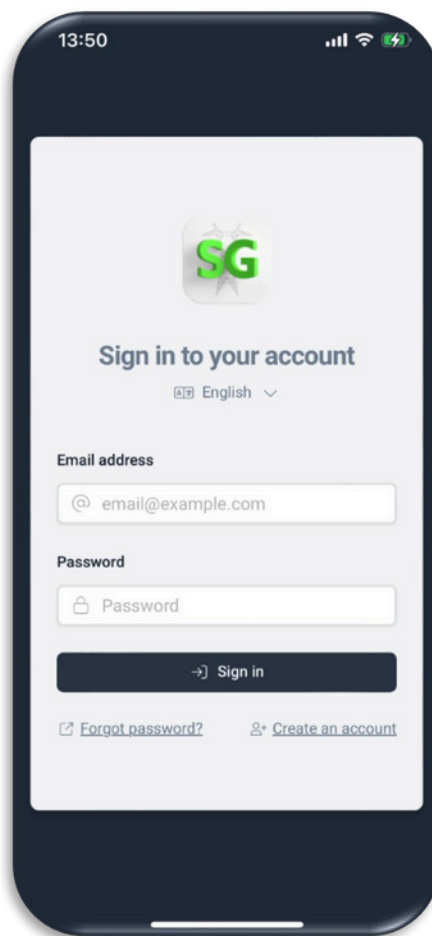 13:50
SG
Sign in to your account
English
Email address
@ email@example.com
Password
Password
Sign in
Forgot password?
Create an account